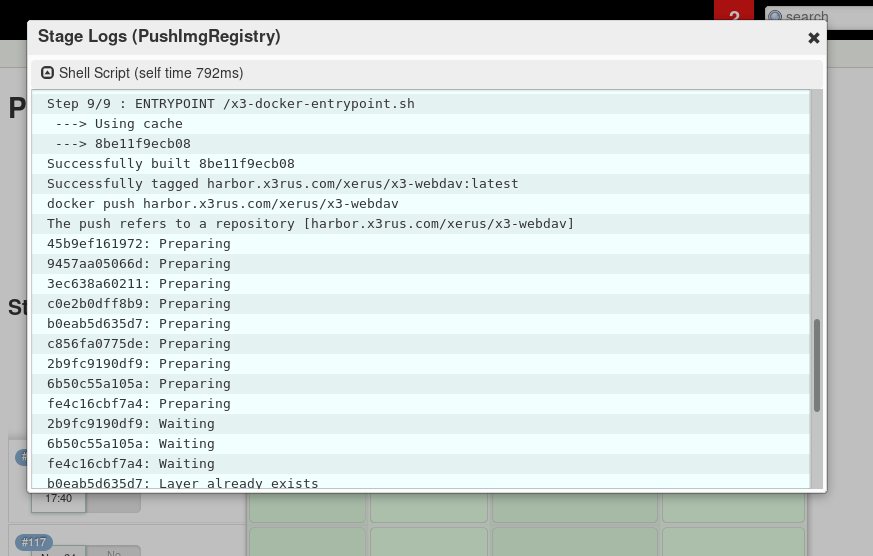 ?
search
Stage Logs (PushImgRegistry)
Shell Script (self time 792ms)
Step 9/9 : ENTRYPOINT /x3-docker-entrypoint.sh
---> Using cache
---> 8be11f9ecb08
Successfully built 8be11f9ecb08
Successfully tagged harbor.x3rus.com/xerus/x3-webdav:latest
docker push harbor.x3rus.com/xerus/x3-webdav
The push refers to a repository [harbor.x3rus.com/xerus/x3-webdav]
45b9ef161972: Preparing
9457aa05066d: Preparing
3ec638a60211: Preparing
c0e2b0dff8b9: Preparing
b0eab5d635d7: Preparing
c856fa0775de: Preparing
2b9fc9190df9: Preparing
6b50c55a105a: Preparing
fe4c16cbf7a4: Preparing
2b9fc9190df9: Waiting
6b50c55a105a: Waiting
fe4c16cbf7a4: Waiting
b0eab5d635d7: Layer already exists
17:40
#117
No